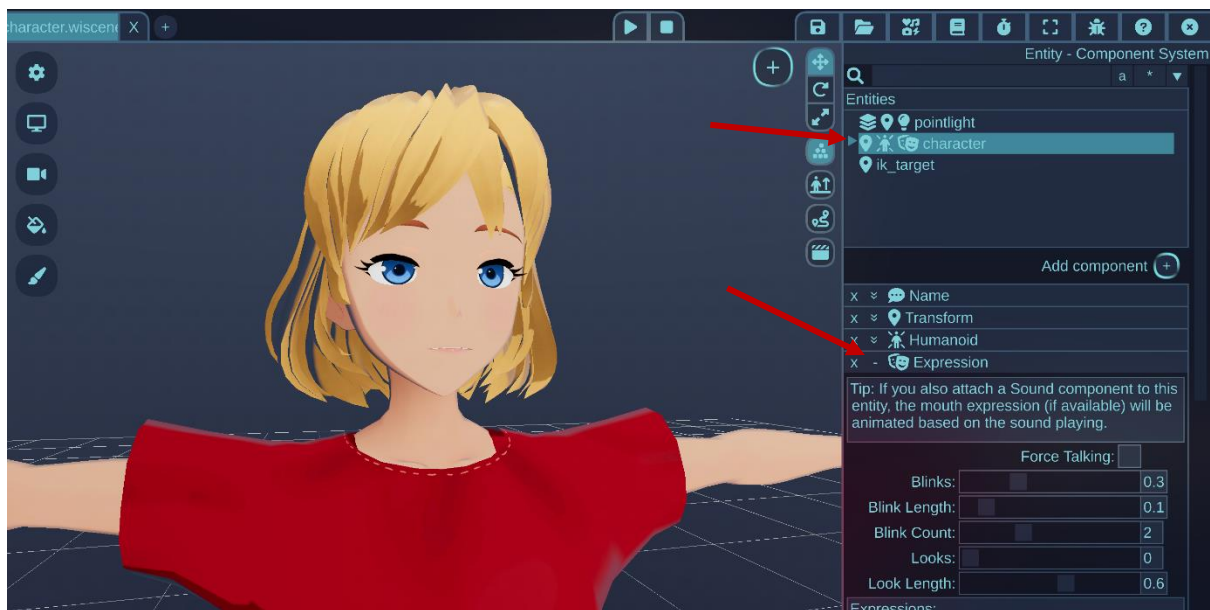 character.wiscene X +
Entity - Component System
a * ▼
Entities
pointlight
character
ik_target
Add component +
x Name
x Transform
x Humanoid
x - Expression
Tip: If you also attach a Sound component to this
entity, the mouth expression (if available) will be
animated based on the sound playing.
Force Talking:
Blinks: 0.3
Blink Length: 0.1
Blink Count: 2
Looks: 0
Look Length: 0.6
Expressions: